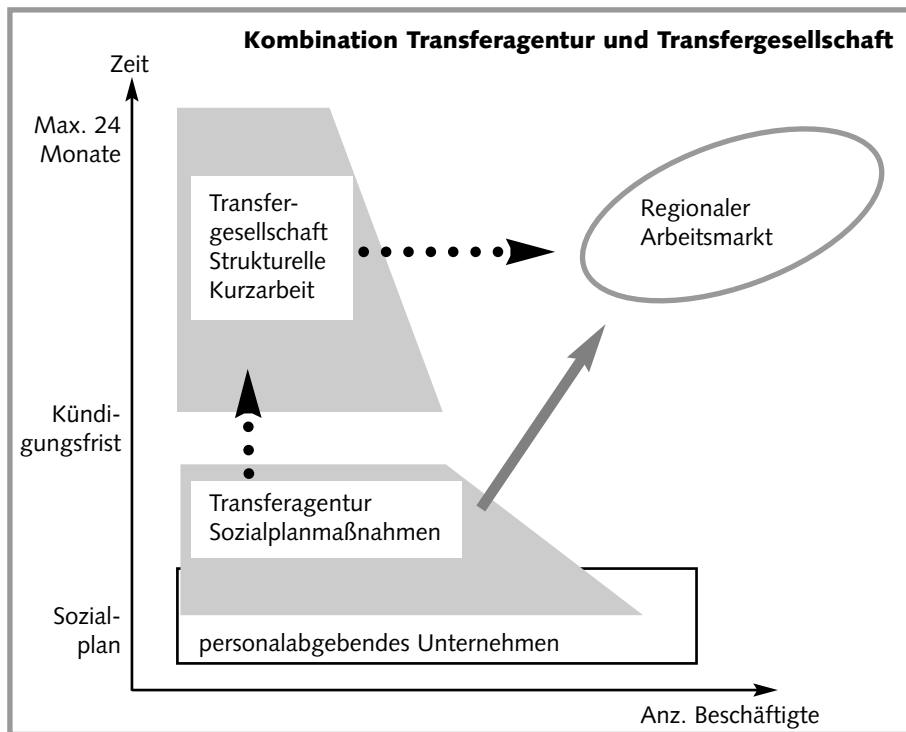 Kombination Transferagentur und Transfergesellschaft
Zeit
Max. 24
Monate
Transfer-
gesellschaft
Strukturelle
Kurzarbeit
Regionaler
Arbeitsmarkt
Kündi-
gungsfrist
Transferagentur
Sozialplanmaßnahmen
Sozial-
plan
personalabgebendes Unternehmen
Anz. Beschäftigte